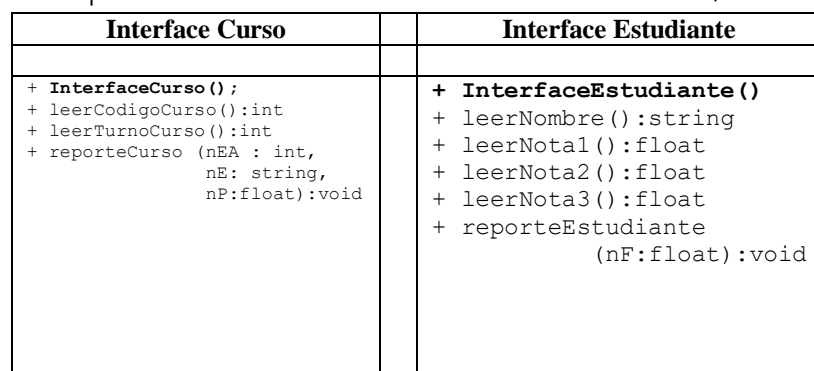 Interface Curso
+ InterfaceCurso();
+ leerCodigoCurso():int
+ leerTurnoCurso():int
+ reporteCurso (nEA : int,
nE: string,
nP:float):void
Interface Estudiante
+ InterfaceEstudiante()
+ leerNombre():string
+ leerNota1():float
+ leerNota2():float
+ leerNota3():float
+ reporteEstudiante
(nF:float):void